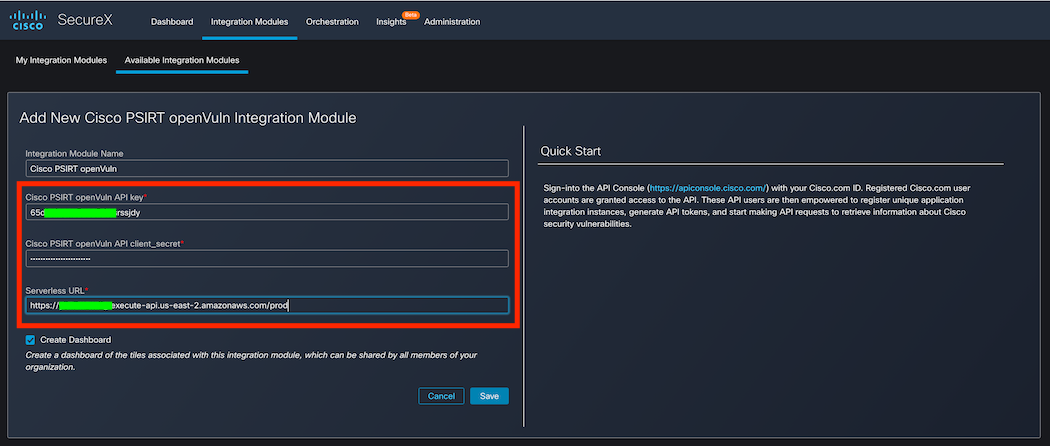 CISCO SecureX Dashboard Integration Modules Orchestration Insights Beta Administration
My Integration Modules Available Integration Modules
Add New Cisco PSIRT openVuln Integration Module
Integration Module Name
Cisco PSIRT openVuln
Cisco PSIRT openVuln API key*
65d rssjdy
Cisco PSIRT openVuln API client_secret*
Serverless URL*
https:// execute-api.us-east-2.amazonaws.com/prod
Create Dashboard
Create a dashboard of the tiles associated with this integration module, which can be shared by all members of your
organization.
Cancel Save
Quick Start
Sign-into the API Console (https://apiconsole.cisco.com/) with your Cisco.com ID. Registered Cisco.com user
accounts are granted access to the API. These API users are then empowered to register unique application
integration instances, generate API tokens, and start making API requests to retrieve information about Cisco
security vulnerabilities.